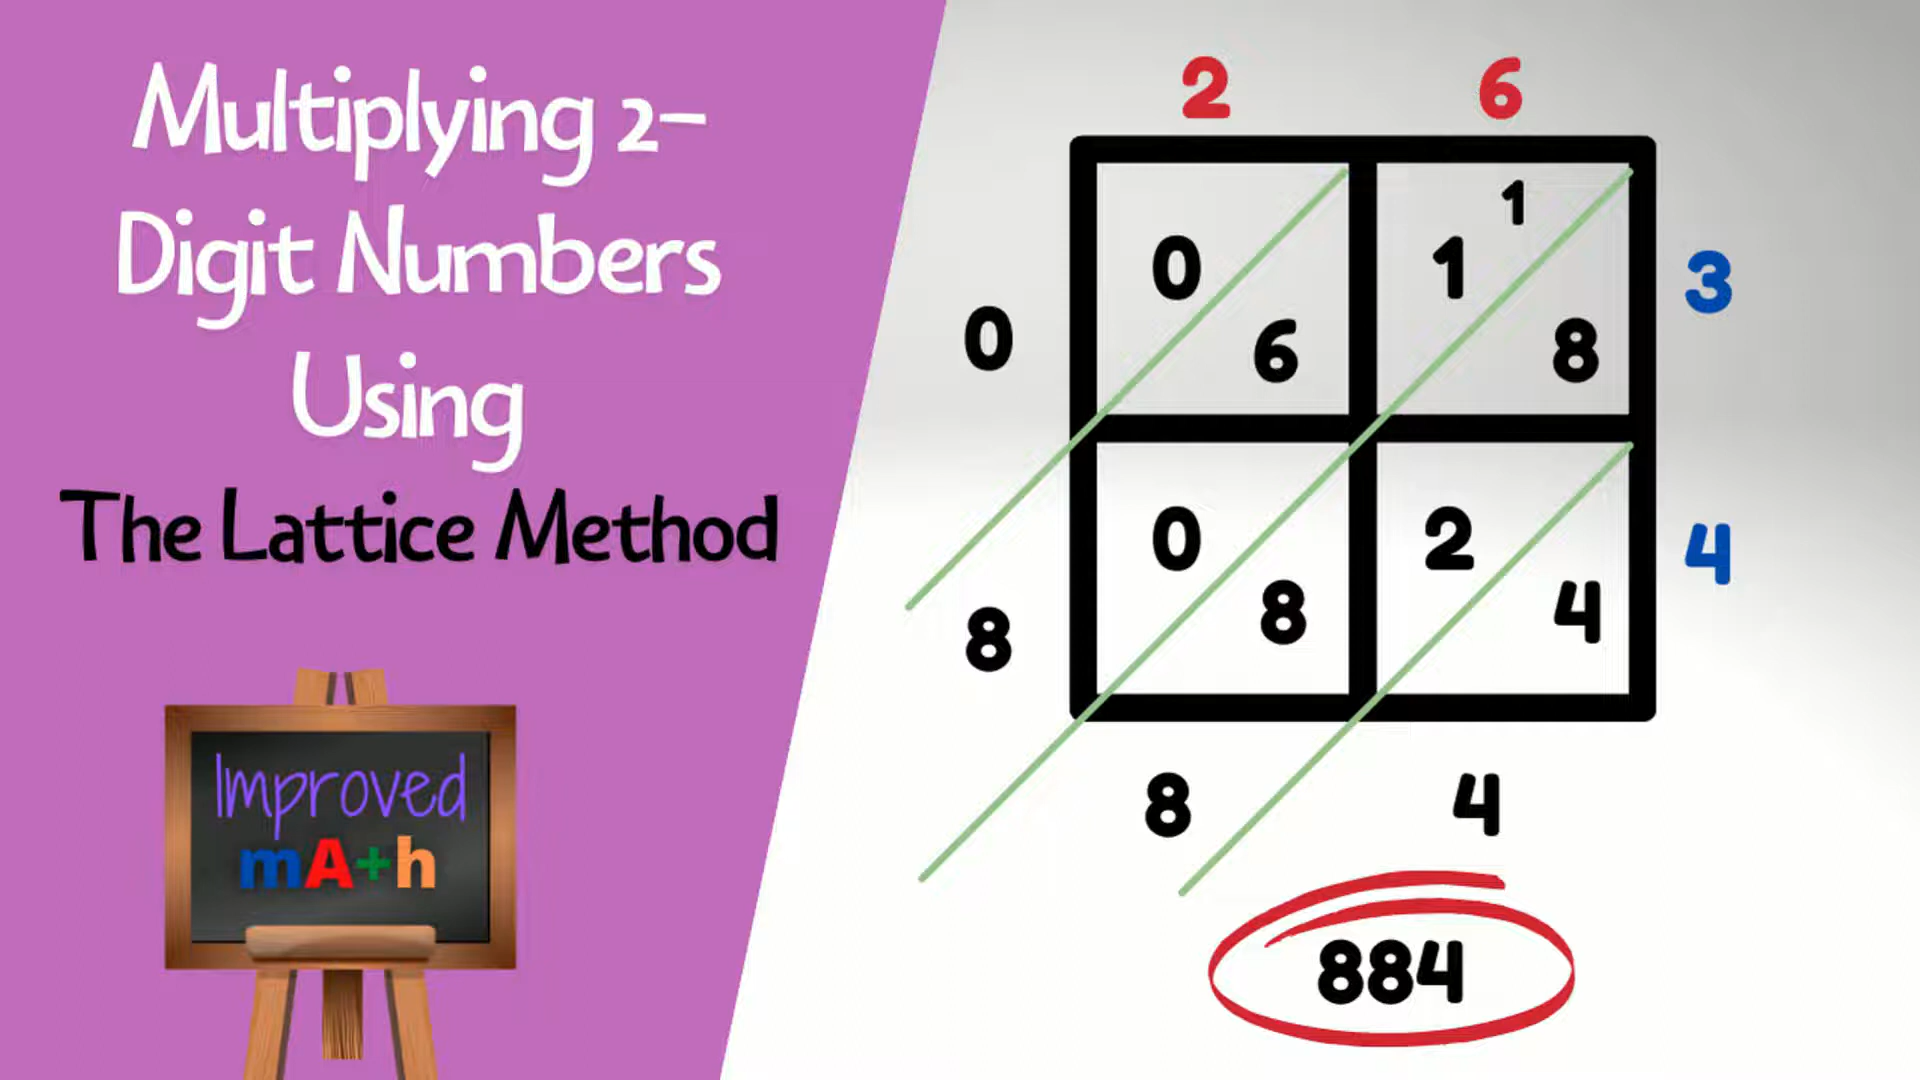 Multiplying 2-
Digit Numbers
Using
The Lattice Method
Improved
mA+h
2 6
1
0 1 3
0 6 8
0 2 4
8 8 4
8 4
884